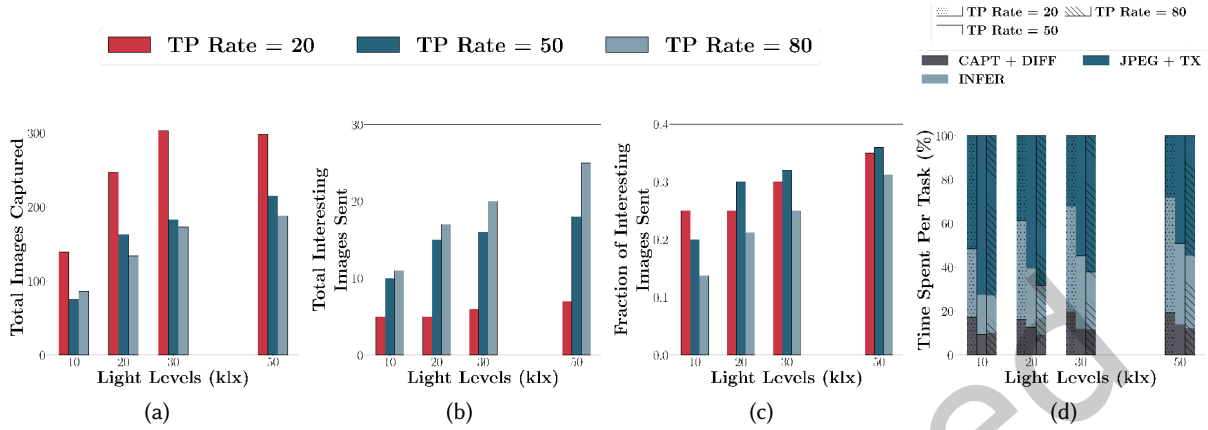 TP Rate = 20 TP Rate = 50 TP Rate = 80
TP Rate = 20 TP Rate = 80
TP Rate = 50
CAPT + DIFF JPEG + TX
INFER
Total Images Captured
300
200
100
0
10 20 30 50
Light Levels (klx)
(a)
Total Interesting
Images Sent
30
20
10
0
10 20 30 50
Light Levels (klx)
(b)
Fraction of Interesting
Images Sent
0.4
0.3
0.2
0.1
0.0
10 20 30 50
Light Levels (klx)
(c)
Time Spent Per Task (%)
100
80
60
40
20
0
10 20 30 50
Light Levels (klx)
(d)
ed